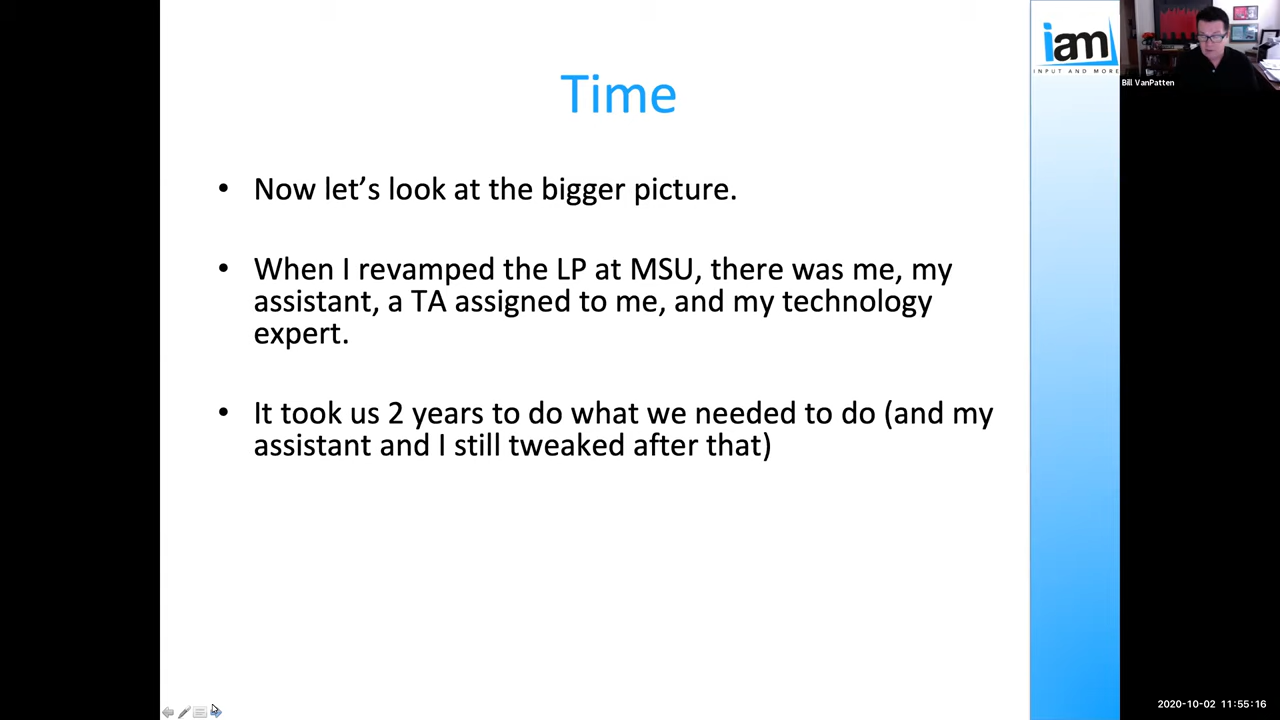 Time
• Now let's look at the bigger picture.
• When I revamped the LP at MSU, there was me, my
assistant, a TA assigned to me, and my technology
expert.
• It took us 2 years to do what we needed to do (and my
assistant and I still tweaked after that)
iam
INPUT AND MORE
Bill VanPatten
2020-10-02 11:55:16